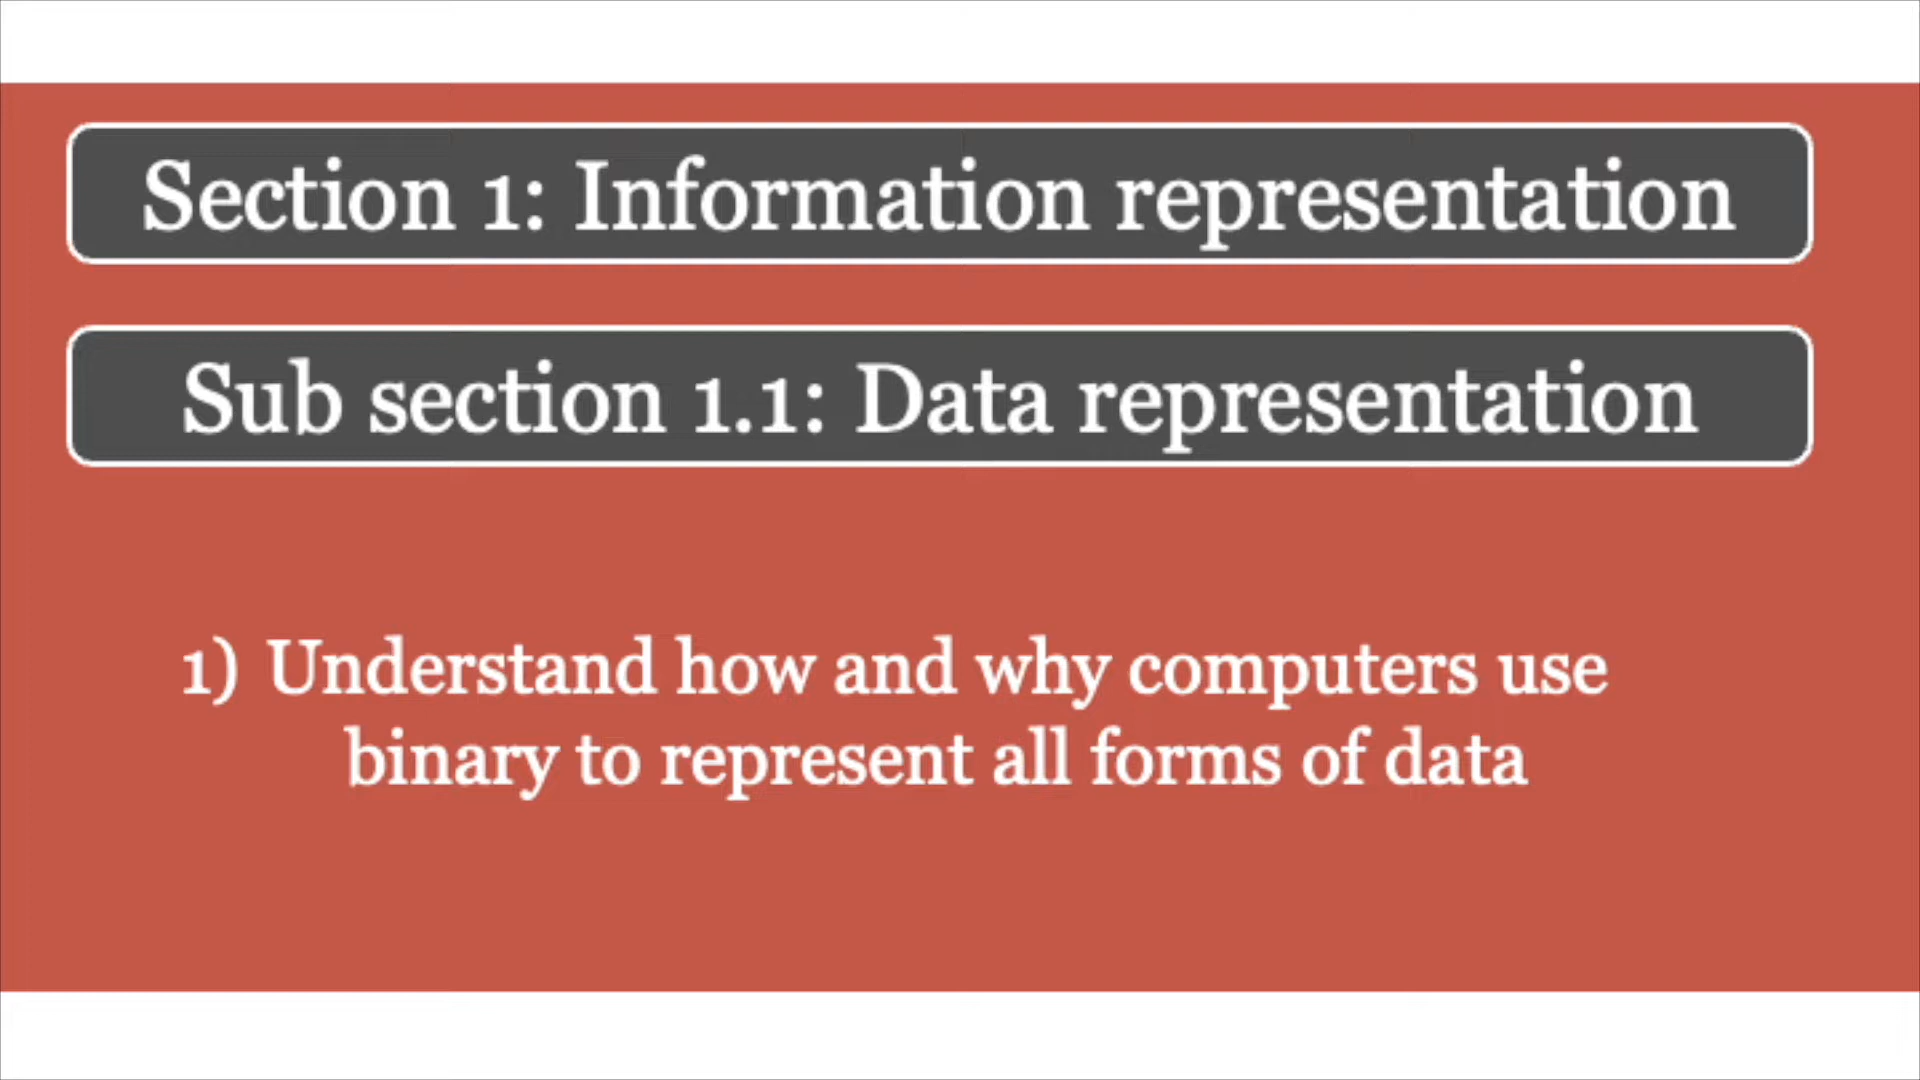 Section 1: Information representation
Sub section 1.1: Data representation
1) Understand how and why computers use
binary to represent all forms of data